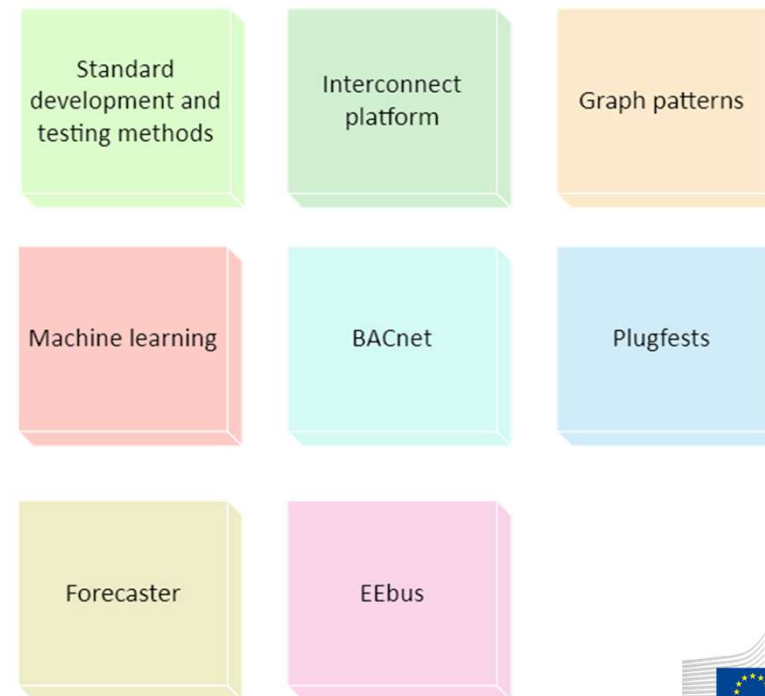 Standard
development and
testing methods
Interconnect
platform
Graph patterns
Machine learning
BACnet
Plugfests
Forecaster
EEbus